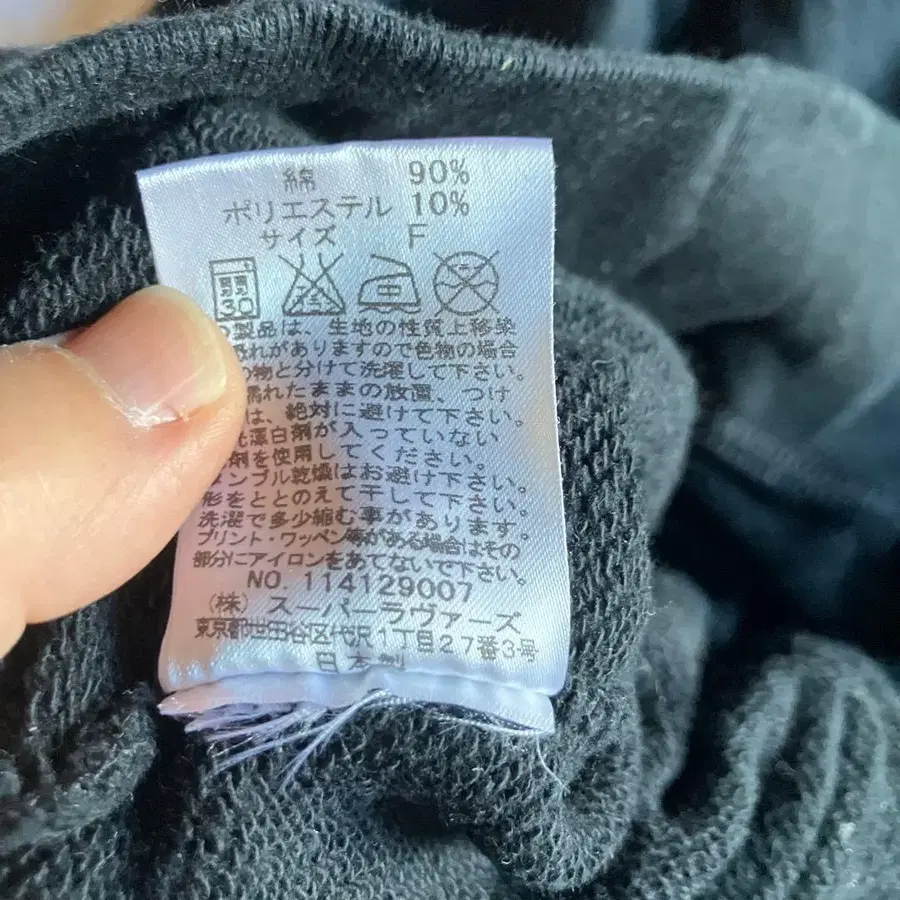 綿 90%
ポリエステル 10%
サイズ F
弱 30
製品は、生地の性質上移染
恐れがありますので色物の場合
の物と分けて洗濯して下さい。
濡れたままの放置、つけ
は、絶対に避けて下さい。
光漂白剤が入っていない
剤を使用してください。
タンブル乾燥はお避け下さい。
形をととのえて干して下さい。
洗濯で多少縮む事があります。
プリント・ワッペン等がある場合はその
部分にアイロンをあてないで下さい。
NO. 114129007
(株) スーパーラヴァーズ
東京都世田谷区代沢1丁目27番3号
日本製